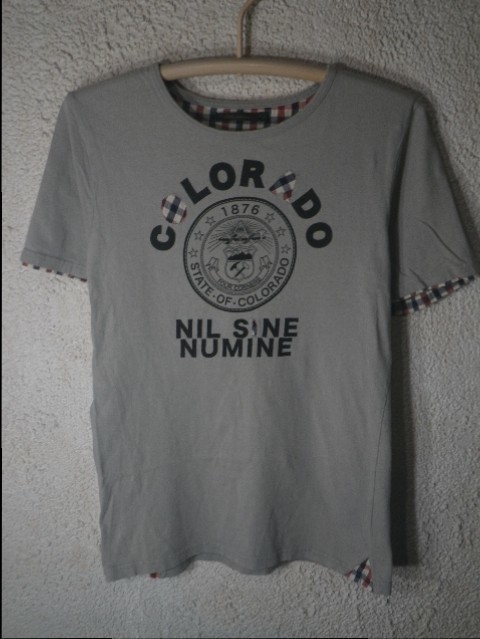 COLORADO
1876
STATE-OF-COLORADO
NIL SINE
NUMINE